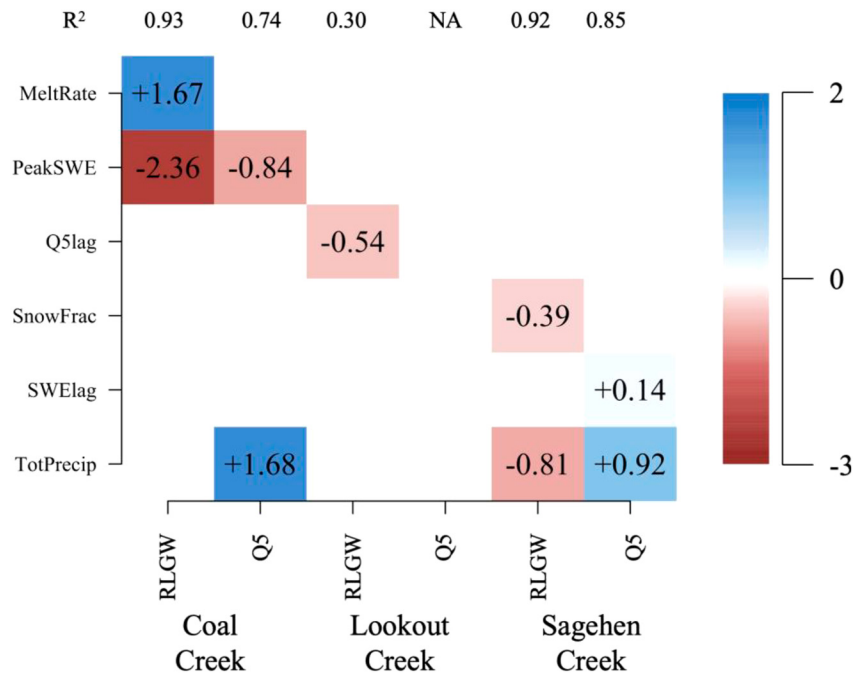 R² 0.93 0.74 0.30 NA 0.92 0.85
MeltRate +1.67
PeakSWE -2.36 -0.84
Q5lag -0.54
SnowFrac -0.39
SWElag +0.14
TotPrecip +1.68 -0.81 +0.92
2
0
-3
RLGW Q5 RLGW Q5 RLGW Q5
Coal Lookout Sagehen
Creek Creek Creek